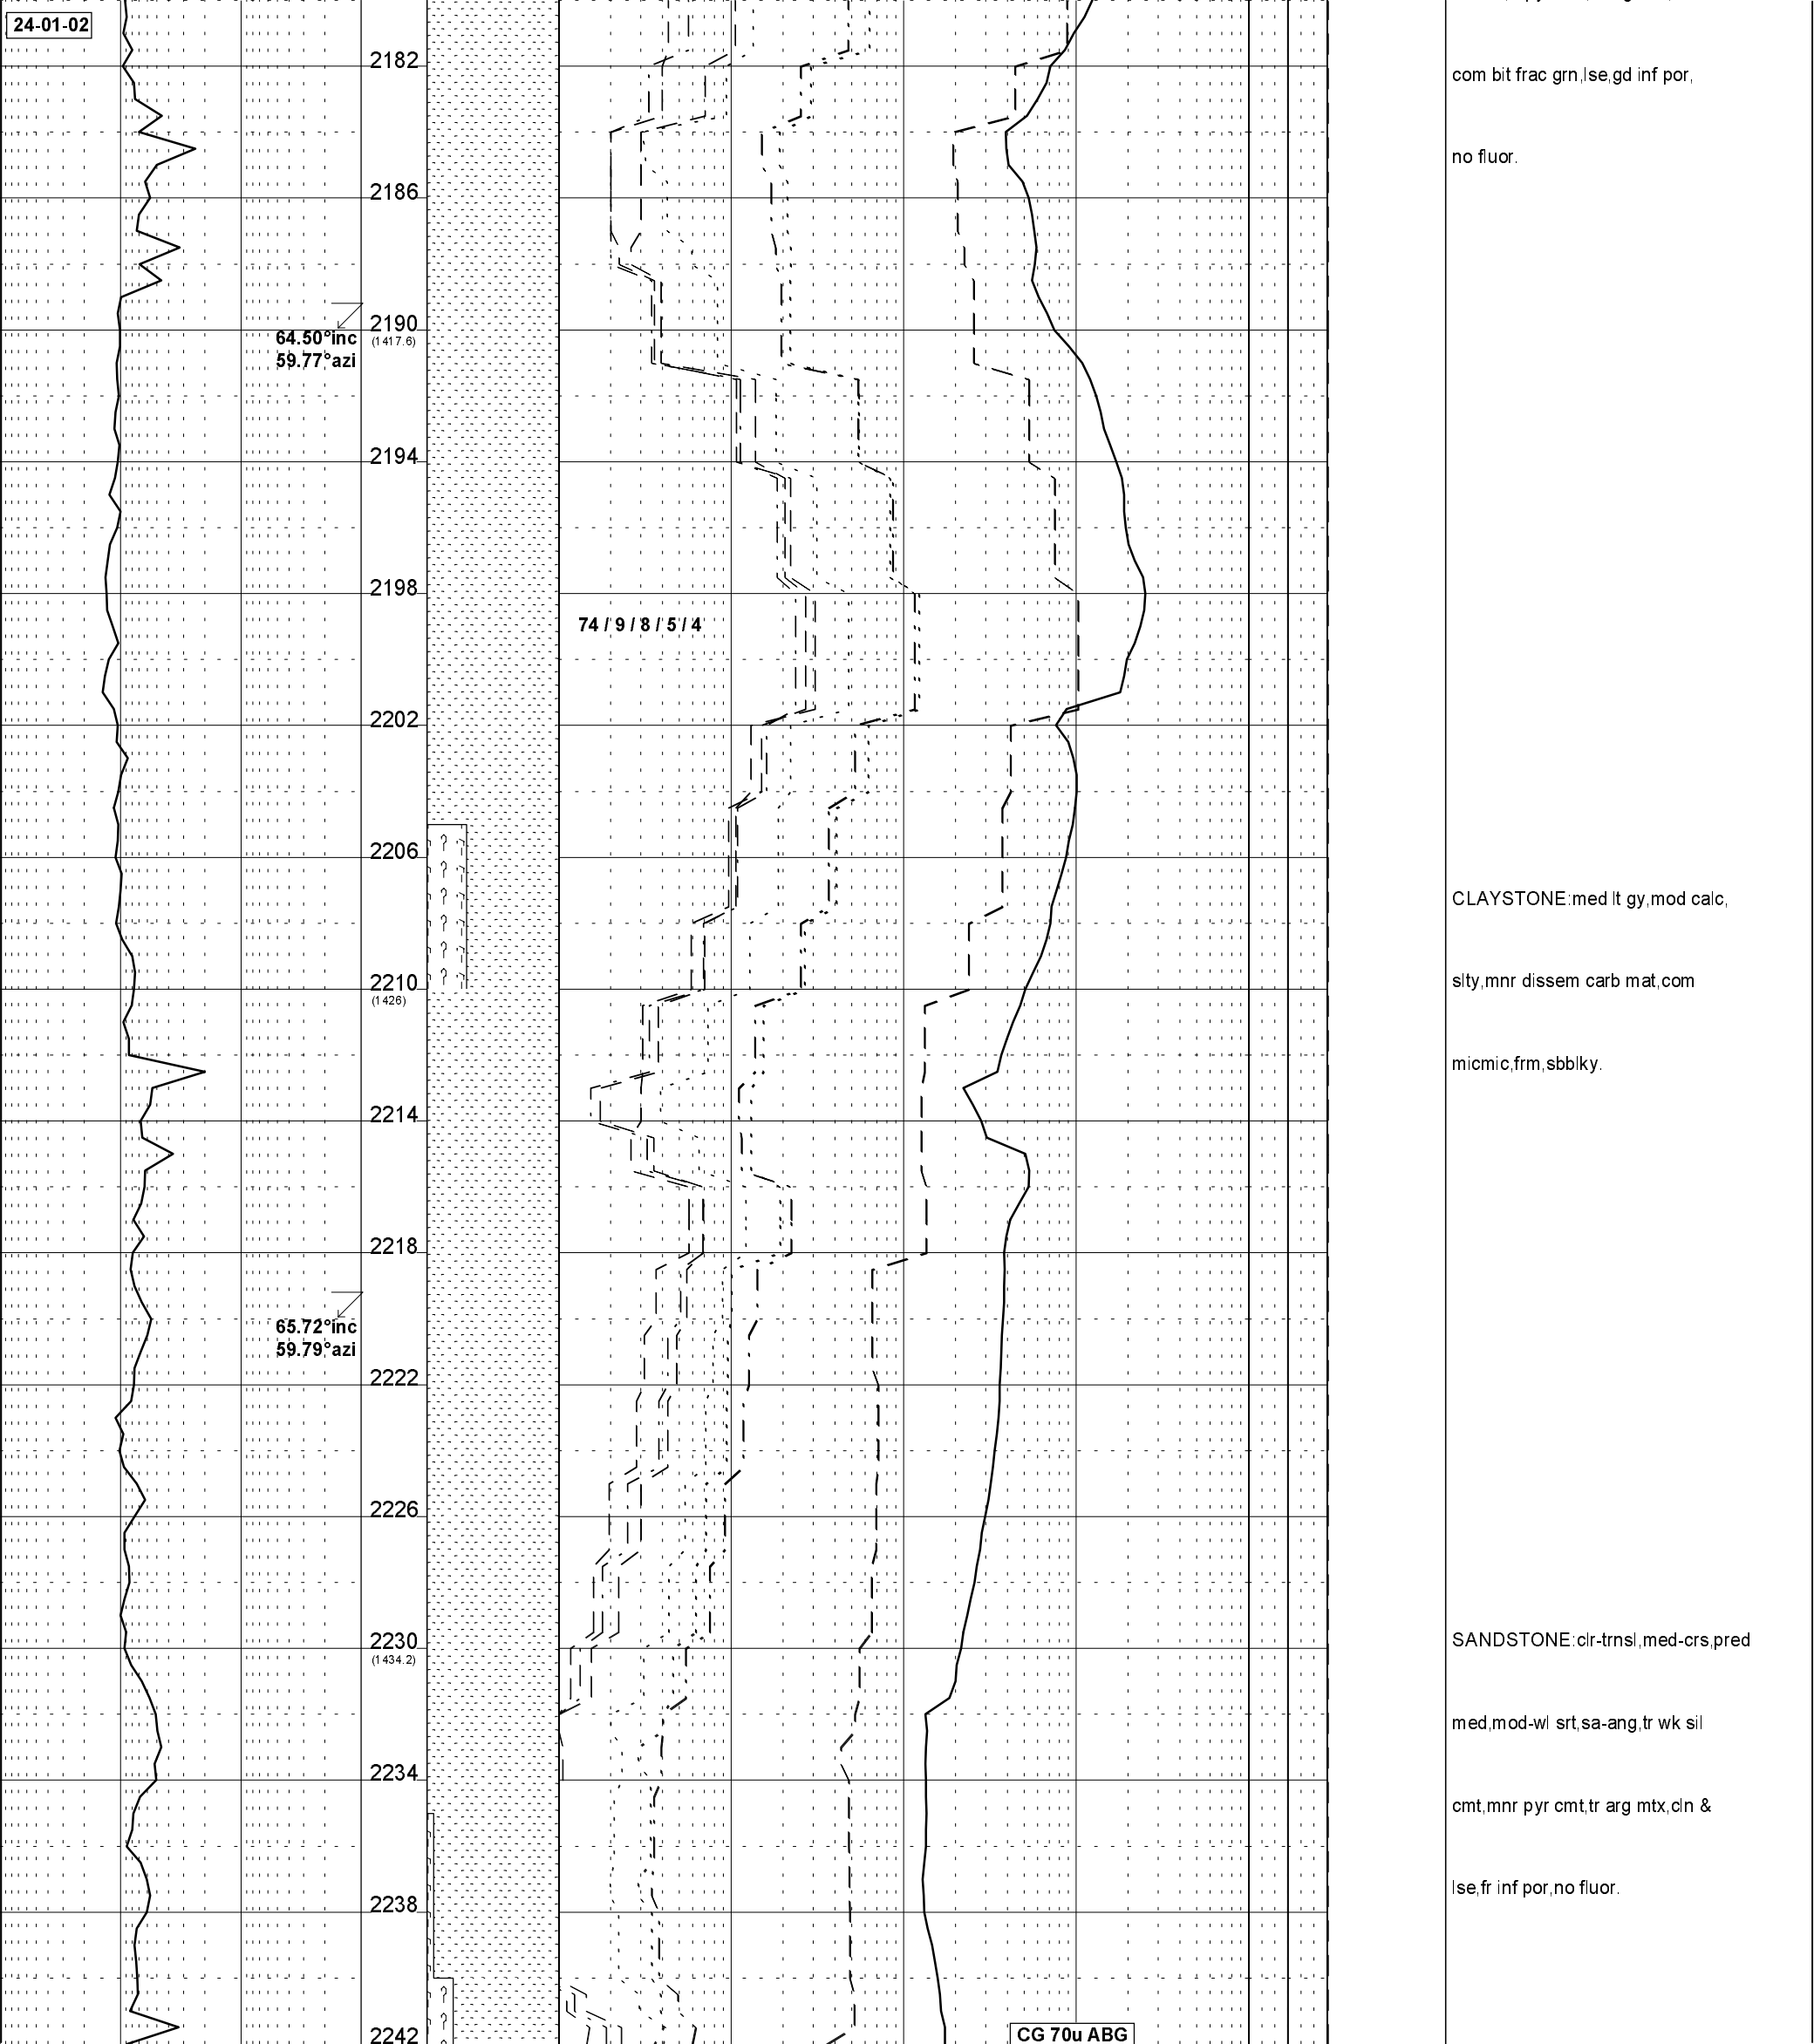 24-01-02
2182
com bit frac grn,lse,gd inf por,
no fluor.
2186
2190
(1417.6)
64.50°inc
59.77°azi
2194
2198
74 / 9 / 8 / 5 / 4
2202
2206
CLAYSTONE:med lt gy,mod calc,
slty,mnr dissem carb mat,com
2210
(1426)
micmic,frm,sbblky.
2214
2218
65.72°inc
59.79°azi
2222
2226
2230
(1434.2)
SANDSTONE:clr-trnsl,med-crs,pred
med,mod-wl srt,sa-ang,tr wk sil
2234
cmt,mnr pyr cmt,tr arg mtx,cln &
lse,fr inf por,no fluor.
2238
2242
CG 70u ABG